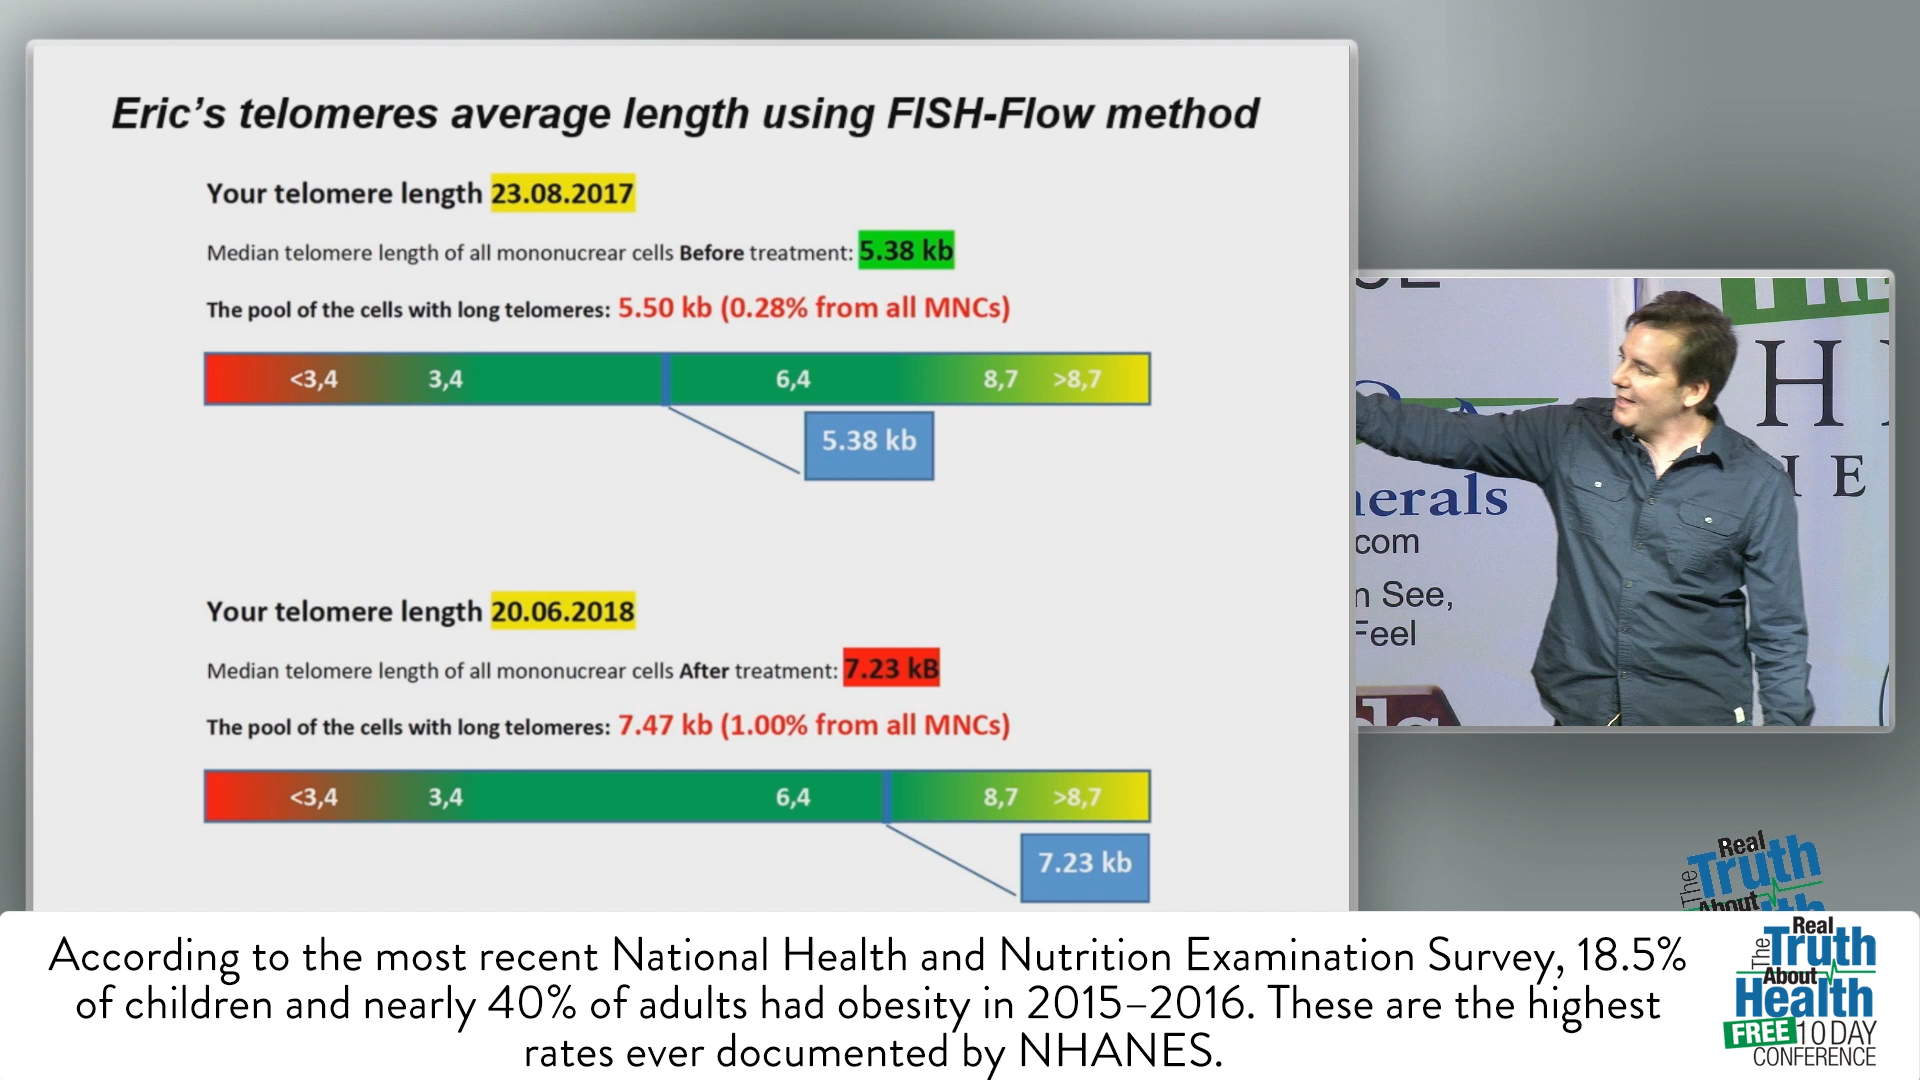 Eric's telomeres average length using FISH-Flow method
Your telomere length 23.08.2017
Median telomere length of all mononucrear cells Before treatment: 5.38 kb
The pool of the cells with long telomeres: 5.50 kb (0.28% from all MNCs)
<3,4 3,4 6,4 8,7 >8,7
5.38 kb
Your telomere length 20.06.2018
Median telomere length of all mononucrear cells After treatment: 7.23 kB
The pool of the cells with long telomeres: 7.47 kb (1.00% from all MNCs)
<3,4 3,4 6,4 8,7 >8,7
7.23 kb
H
I E
erals
com
n See,
Feel
The
Real
Truth
About
According to the most recent National Health and Nutrition Examination Survey, 18.5%
of children and nearly 40% of adults had obesity in 2015–2016. These are the highest
rates ever documented by NHANES.
The
Real
Truth
About
Health
FREE 10 DAY
CONFERENCE